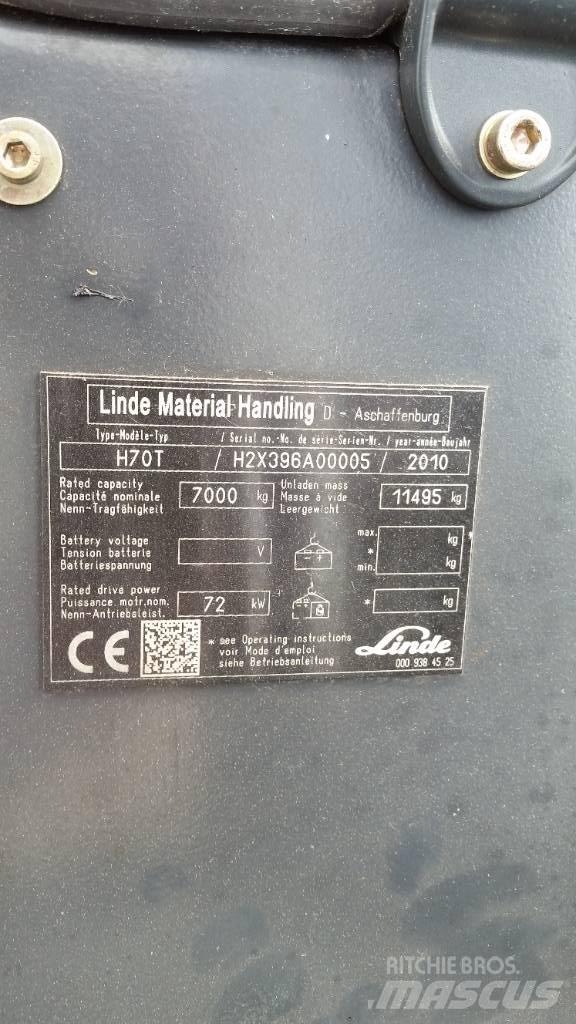 Linde Material Handling D - Aschaffenburg
Type-Modèle-Typ / Serial no.-No. de série-Serien-Nr. / year-année-Baujahr
H70T / H2X396A00005 / 2010
Rated capacity
Capacité nominale
Nenn-Tragfähigkeit
7000 kg
Unladen mass
Masse à vide
Leergewicht
11495 kg
Battery voltage
Tension batterie
Batteriespannung
V
- +
max. kg *
*
min. kg
Rated drive power
Puissance motr.nom.
Nenn-Antriebsleist.
72 kW
* kg
CE
* see Operating instructions
voir Mode d'emploi
siehe Betriebsanleitung
Linde
000 938 45 25
RITCHIE BROS.
MASCUS